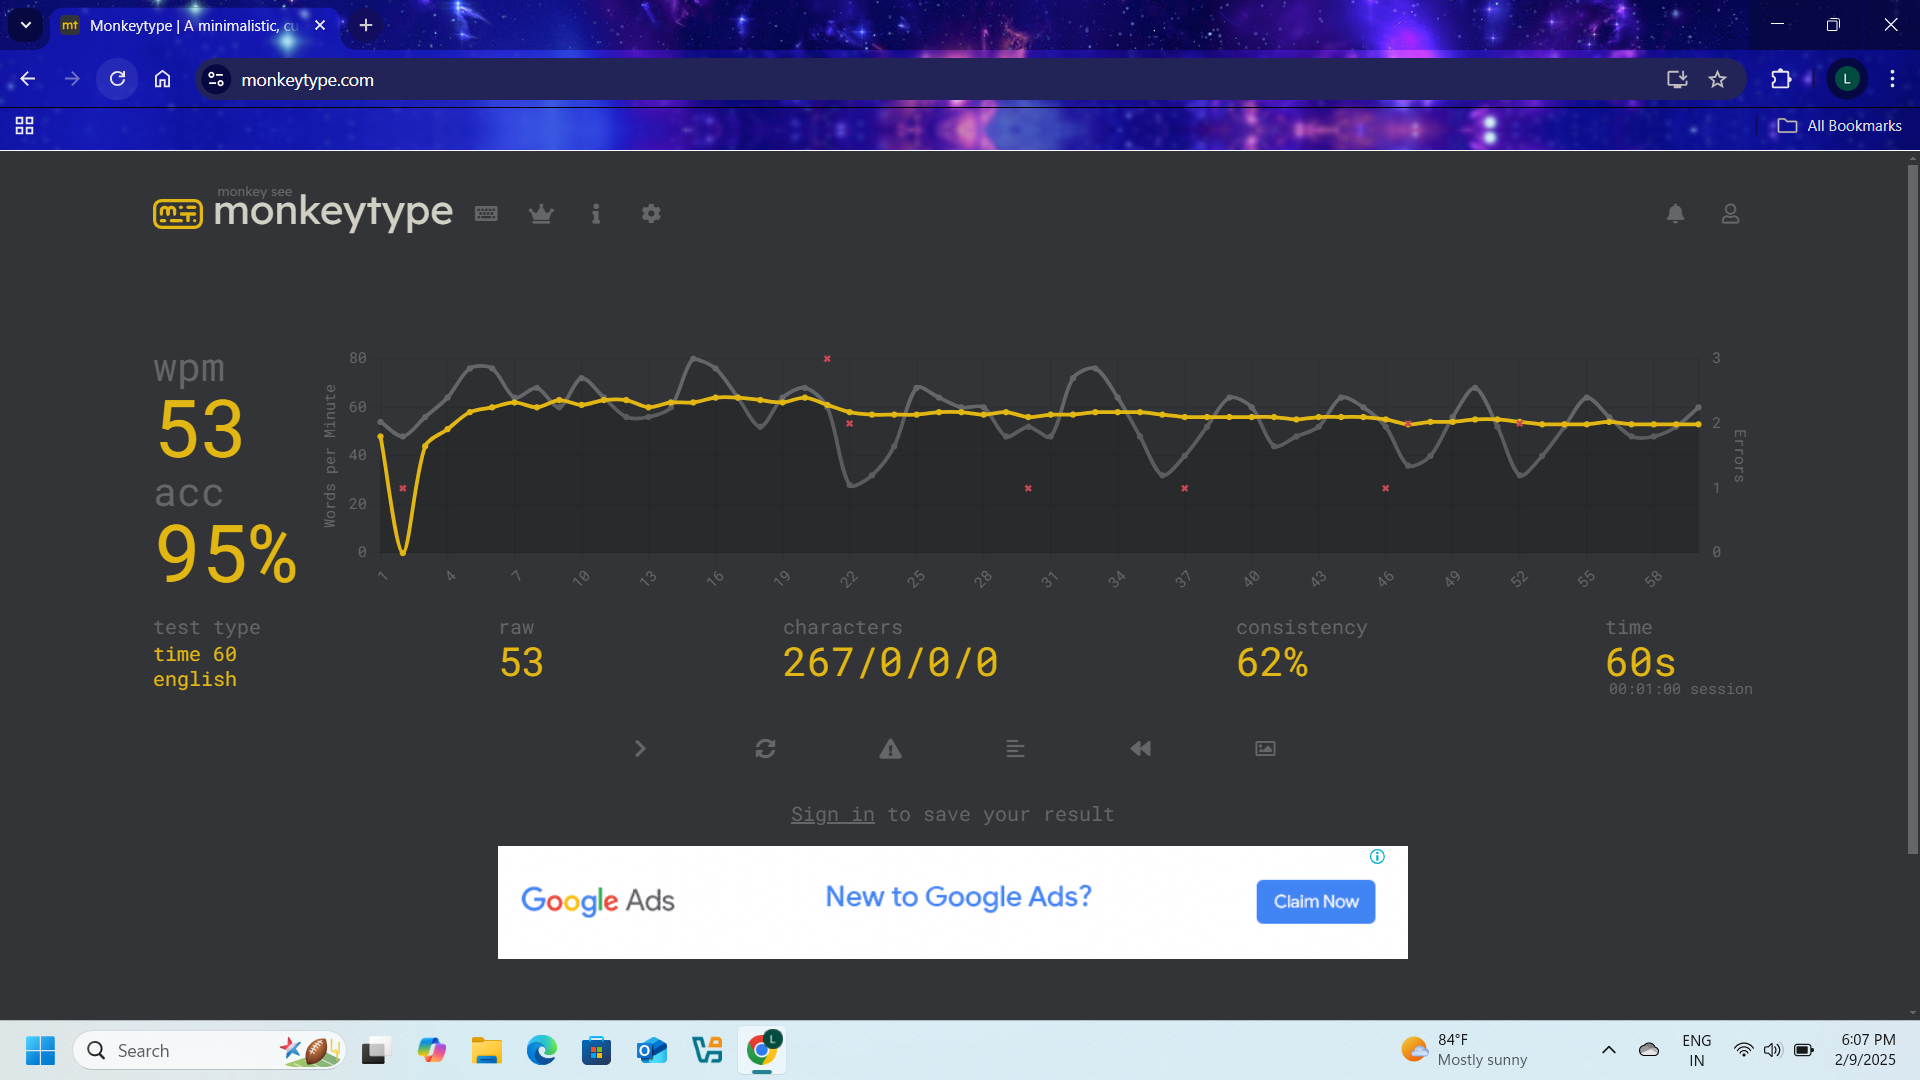 mt Monkeytype | A minimalistic, cu
monkeytype.com
L
All Bookmarks
monkey see
monkeytype
wpm
53
acc
95%
Words per Minute
80
60
40
20
0
3
2
1
0
Errors
1 4 7 10 13 16 19 22 25 28 31 34 37 40 43 46 49 52 55 58
test type
time 60
english
raw
53
characters
267/0/0/0
consistency
62%
time
60s
00:01:00 session
Sign in to save your result
Google Ads
New to Google Ads?
Claim Now
Search
L
84°F
Mostly sunny
ENG
IN
6:07 PM
2/9/2025